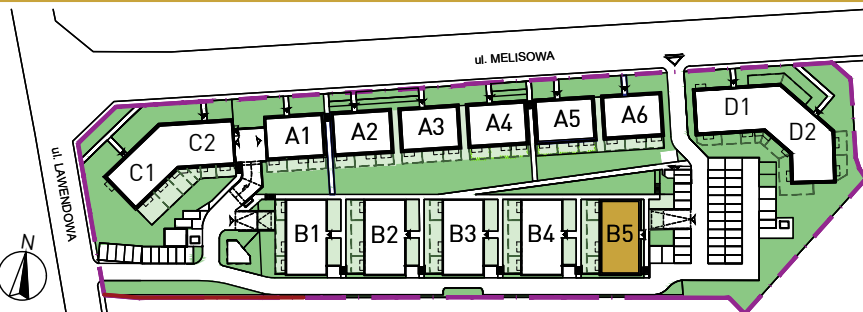 ul. MELISOWA
ul. LAWENDOWA
C1
C2
A1
A2
A3
A4
A5
A6
D1
D2
B1
B2
B3
B4
B5
N